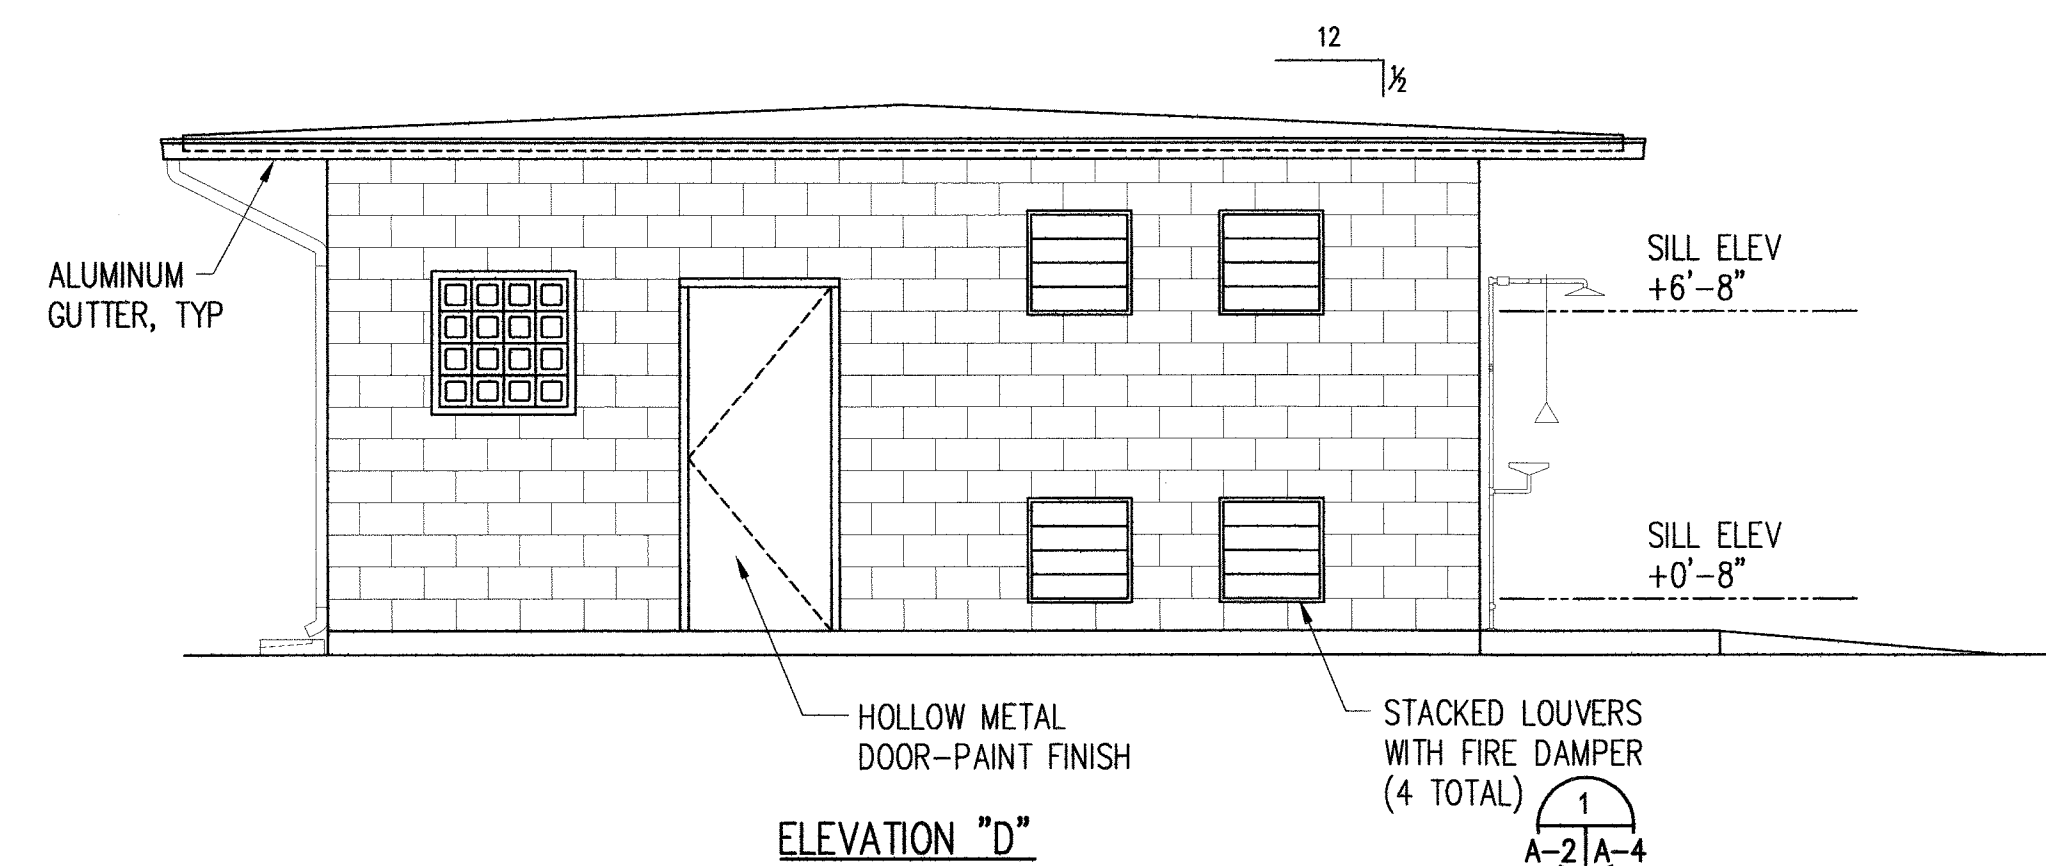 12
½
ALUMINUM
GUTTER, TYP
SILL ELEV
+6'-8"
SILL ELEV
+0'-8"
HOLLOW METAL
DOOR-PAINT FINISH
STACKED LOUVERS
WITH FIRE DAMPER
(4 TOTAL)
1
A-2 A-4
ELEVATION "D"